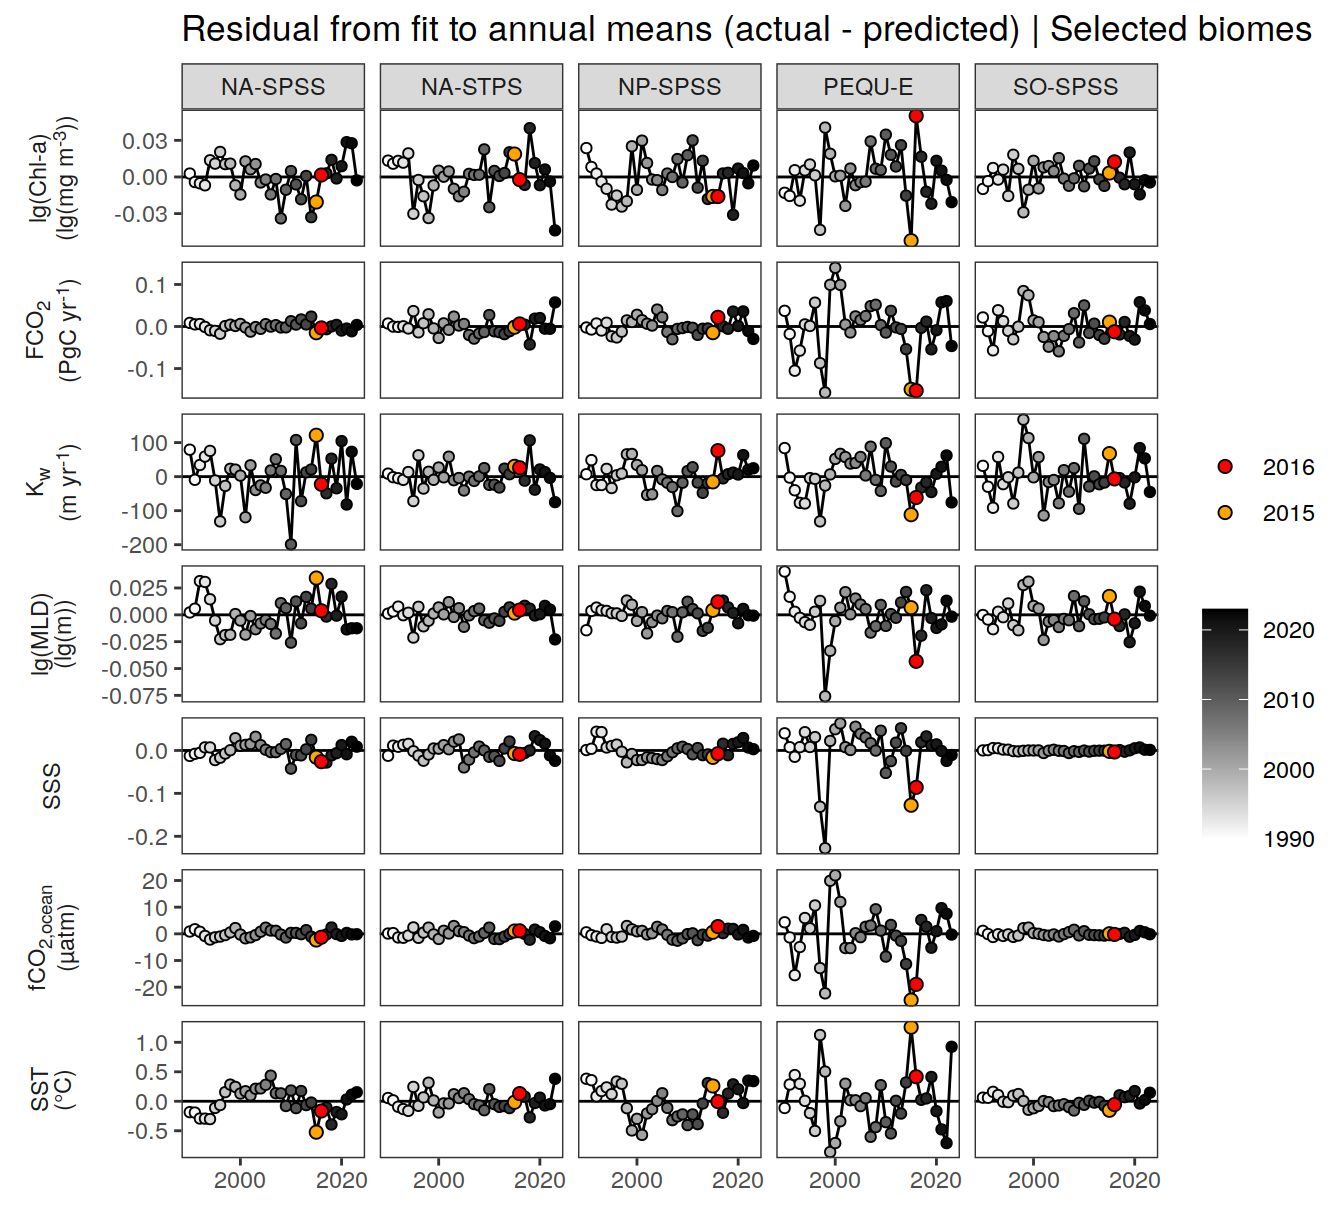 Residual from fit to annual means (actual - predicted) | Selected biomes
NA-SPSS NA-STPS NP-SPSS PEQU-E SO-SPSS
lg(Chl-a)
(lg(mg m⁻³))
0.03
0.00
-0.03
FCO₂
(PgC yr⁻¹)
0.1
0.0
-0.1
K_w
(m yr⁻¹)
100
0
-100
-200
lg(MLD)
(lg(m))
0.025
0.000
-0.025
-0.050
-0.075
SSS
0.0
-0.1
-0.2
fCO₂,ocean
(µatm)
20
10
0
-10
-20
SST
(°C)
1.0
0.5
0.0
-0.5
2000 2020 2000 2020 2000 2020 2000 2020 2000 2020
2016
2015
2020
2010
2000
1990